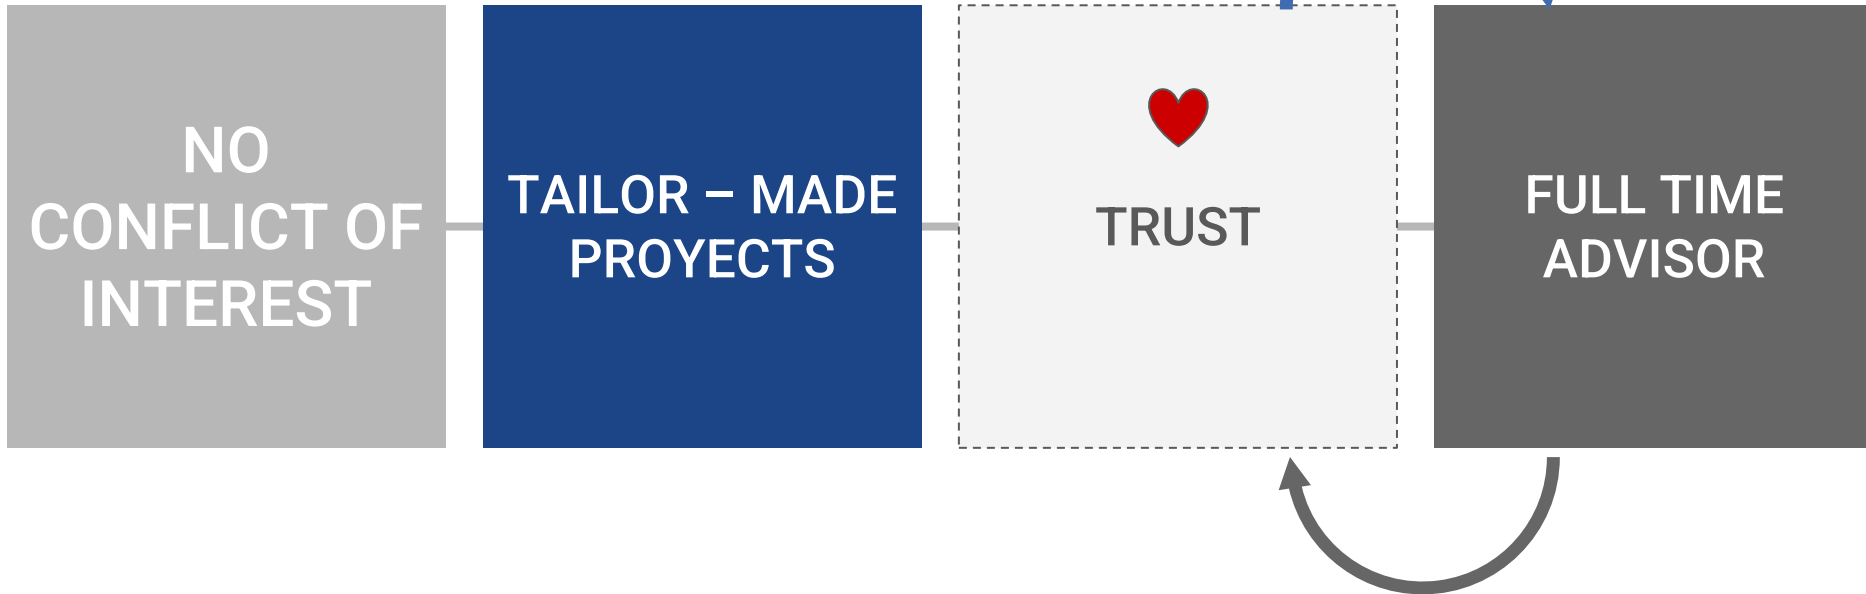 NO
CONFLICT OF
INTEREST
TAILOR – MADE
PROYECTS
TRUST
FULL TIME
ADVISOR